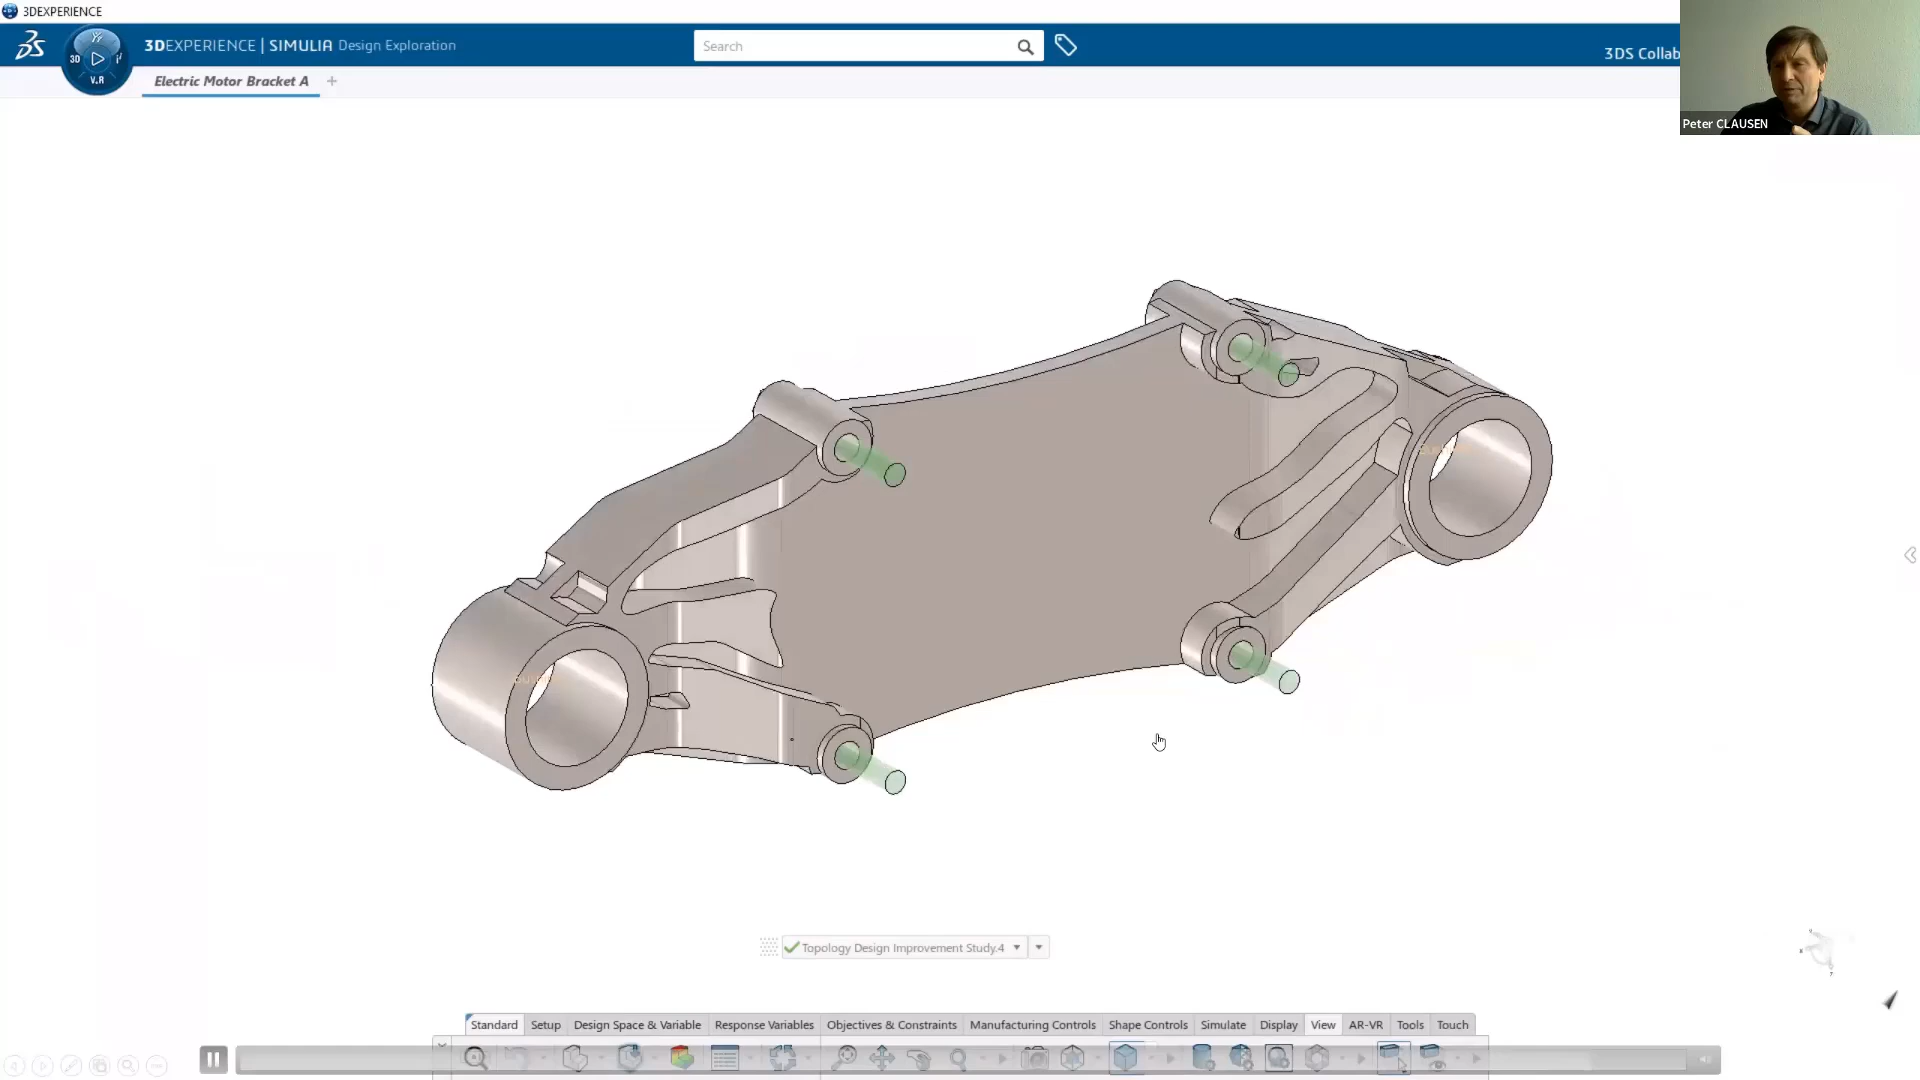 3DEXPERIENCE
3DEXPERIENCE | SIMULIA Design Exploration
Search
3DS Collab
3D
V.R
Electric Motor Bracket A
Peter CLAUSEN
Topology Design Improvement Study.4
Standard Setup Design Space & Variable Response Variables Objectives & Constraints Manufacturing Controls Shape Controls Simulate Display View AR-VR Tools Touch